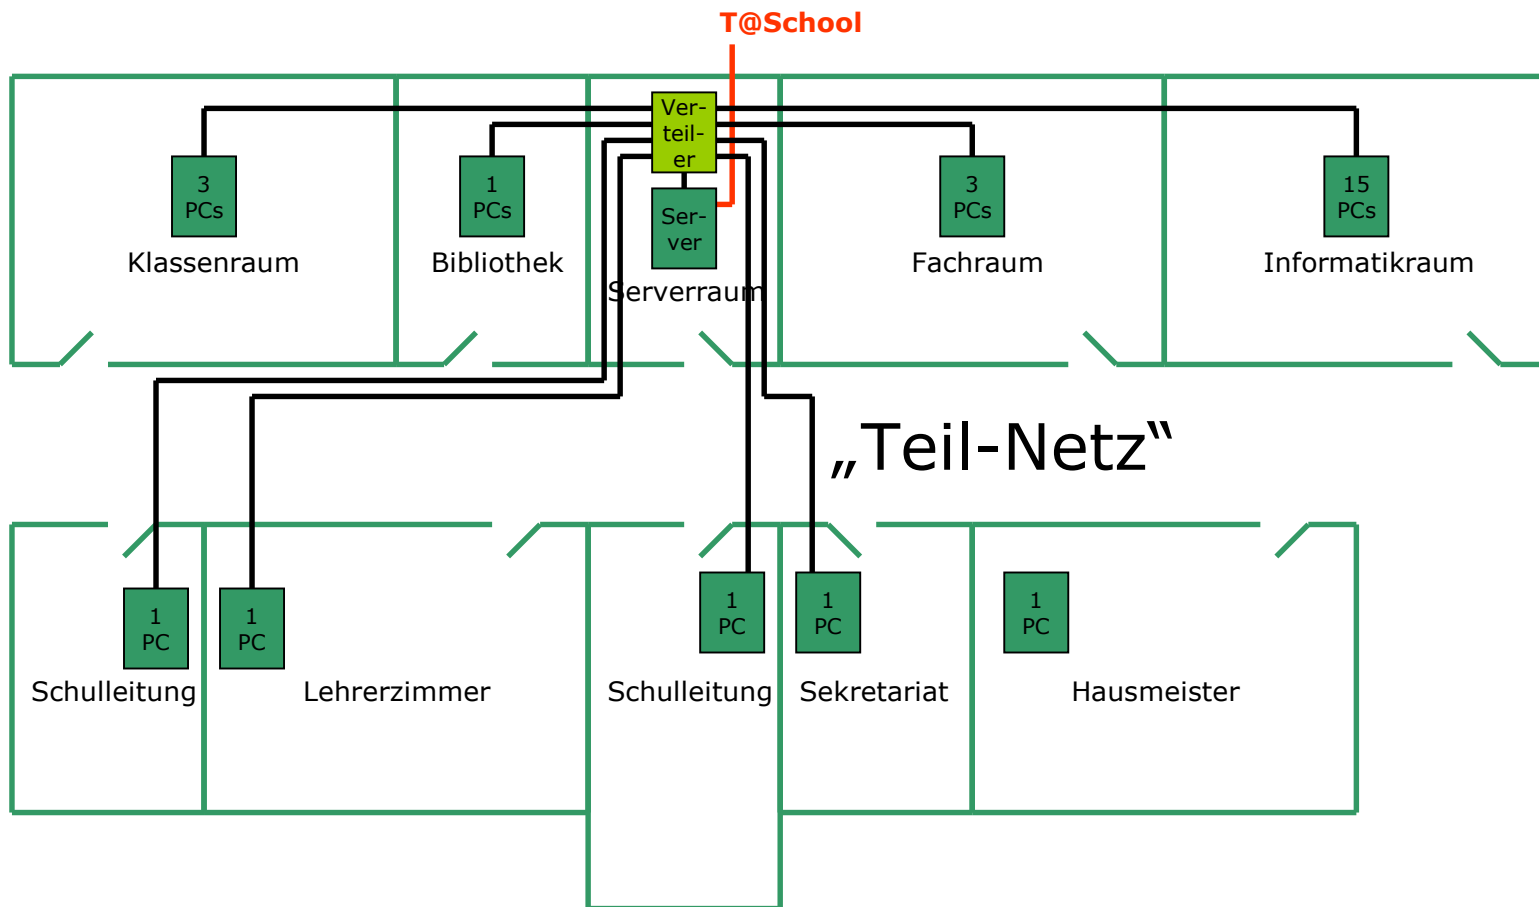 T@School
Ver-
teil-
er
3
PCs
1
PCs
Ser-
ver
3
PCs
15
PCs
Klassenraum
Bibliothek
Serverraum
Fachraum
Informatikraum
„Teil-Netz“
1
PC
1
PC
1
PC
1
PC
1
PC
Schulleitung
Lehrerzimmer
Schulleitung
Sekretariat
Hausmeister